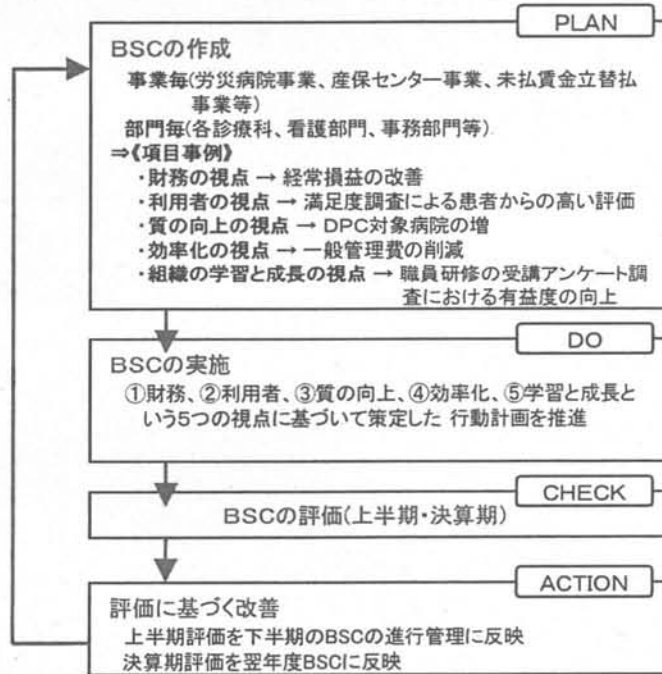 PLAN
BSCの作成
事業毎(労災病院事業、産保センター事業、未払賃金立替払
事業等)
部門毎(各診療科、看護部門、事務部門等)
⇒《項目事例》
・財務の視点 → 経常損益の改善
・利用者の視点 → 満足度調査による患者からの高い評価
・質の向上の視点 → DPC対象病院の増
・効率化の視点 → 一般管理費の削減
・組織の学習と成長の視点 → 職員研修の受講アンケート調
査における有益度の向上
DO
BSCの実施
①財務、②利用者、③質の向上、④効率化、⑤学習と成長と
いう5つの視点に基づいて策定した 行動計画を推進
CHECK
BSCの評価(上半期・決算期)
ACTION
評価に基づく改善
上半期評価を下半期のBSCの進行管理に反映
決算期評価を翌年度BSCに反映